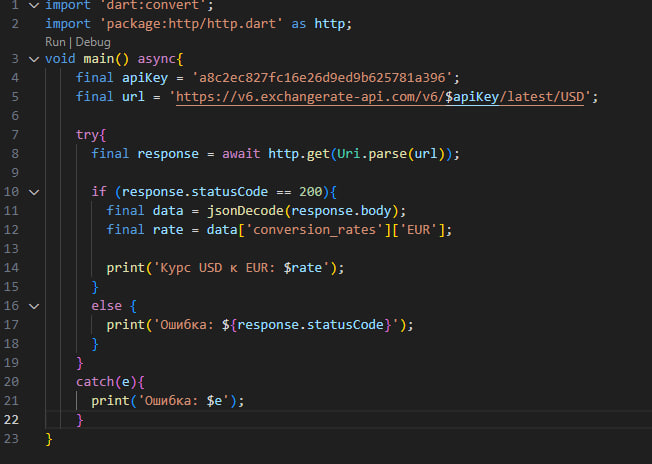 1 import 'dart:convert';
2 import 'package:http/http.dart' as http;
Run | Debug
3 void main() async{
4 final apiKey = 'a8c2ec827fc16e26d9ed9b625781a396';
5 final url = 'https://v6.exchangerate-api.com/v6/$apiKey/latest/USD';
6
7 try{
8 final response = await http.get(Uri.parse(url));
9
10 if (response.statusCode == 200){
11 final data = jsonDecode(response.body);
12 final rate = data['conversion_rates']['EUR'];
13
14 print('Курс USD к EUR: $rate');
15 }
16 else {
17 print('Ошибка: ${response.statusCode}');
18 }
19 }
20 catch(e){
21 print('Ошибка: $e');
22 }
23 }